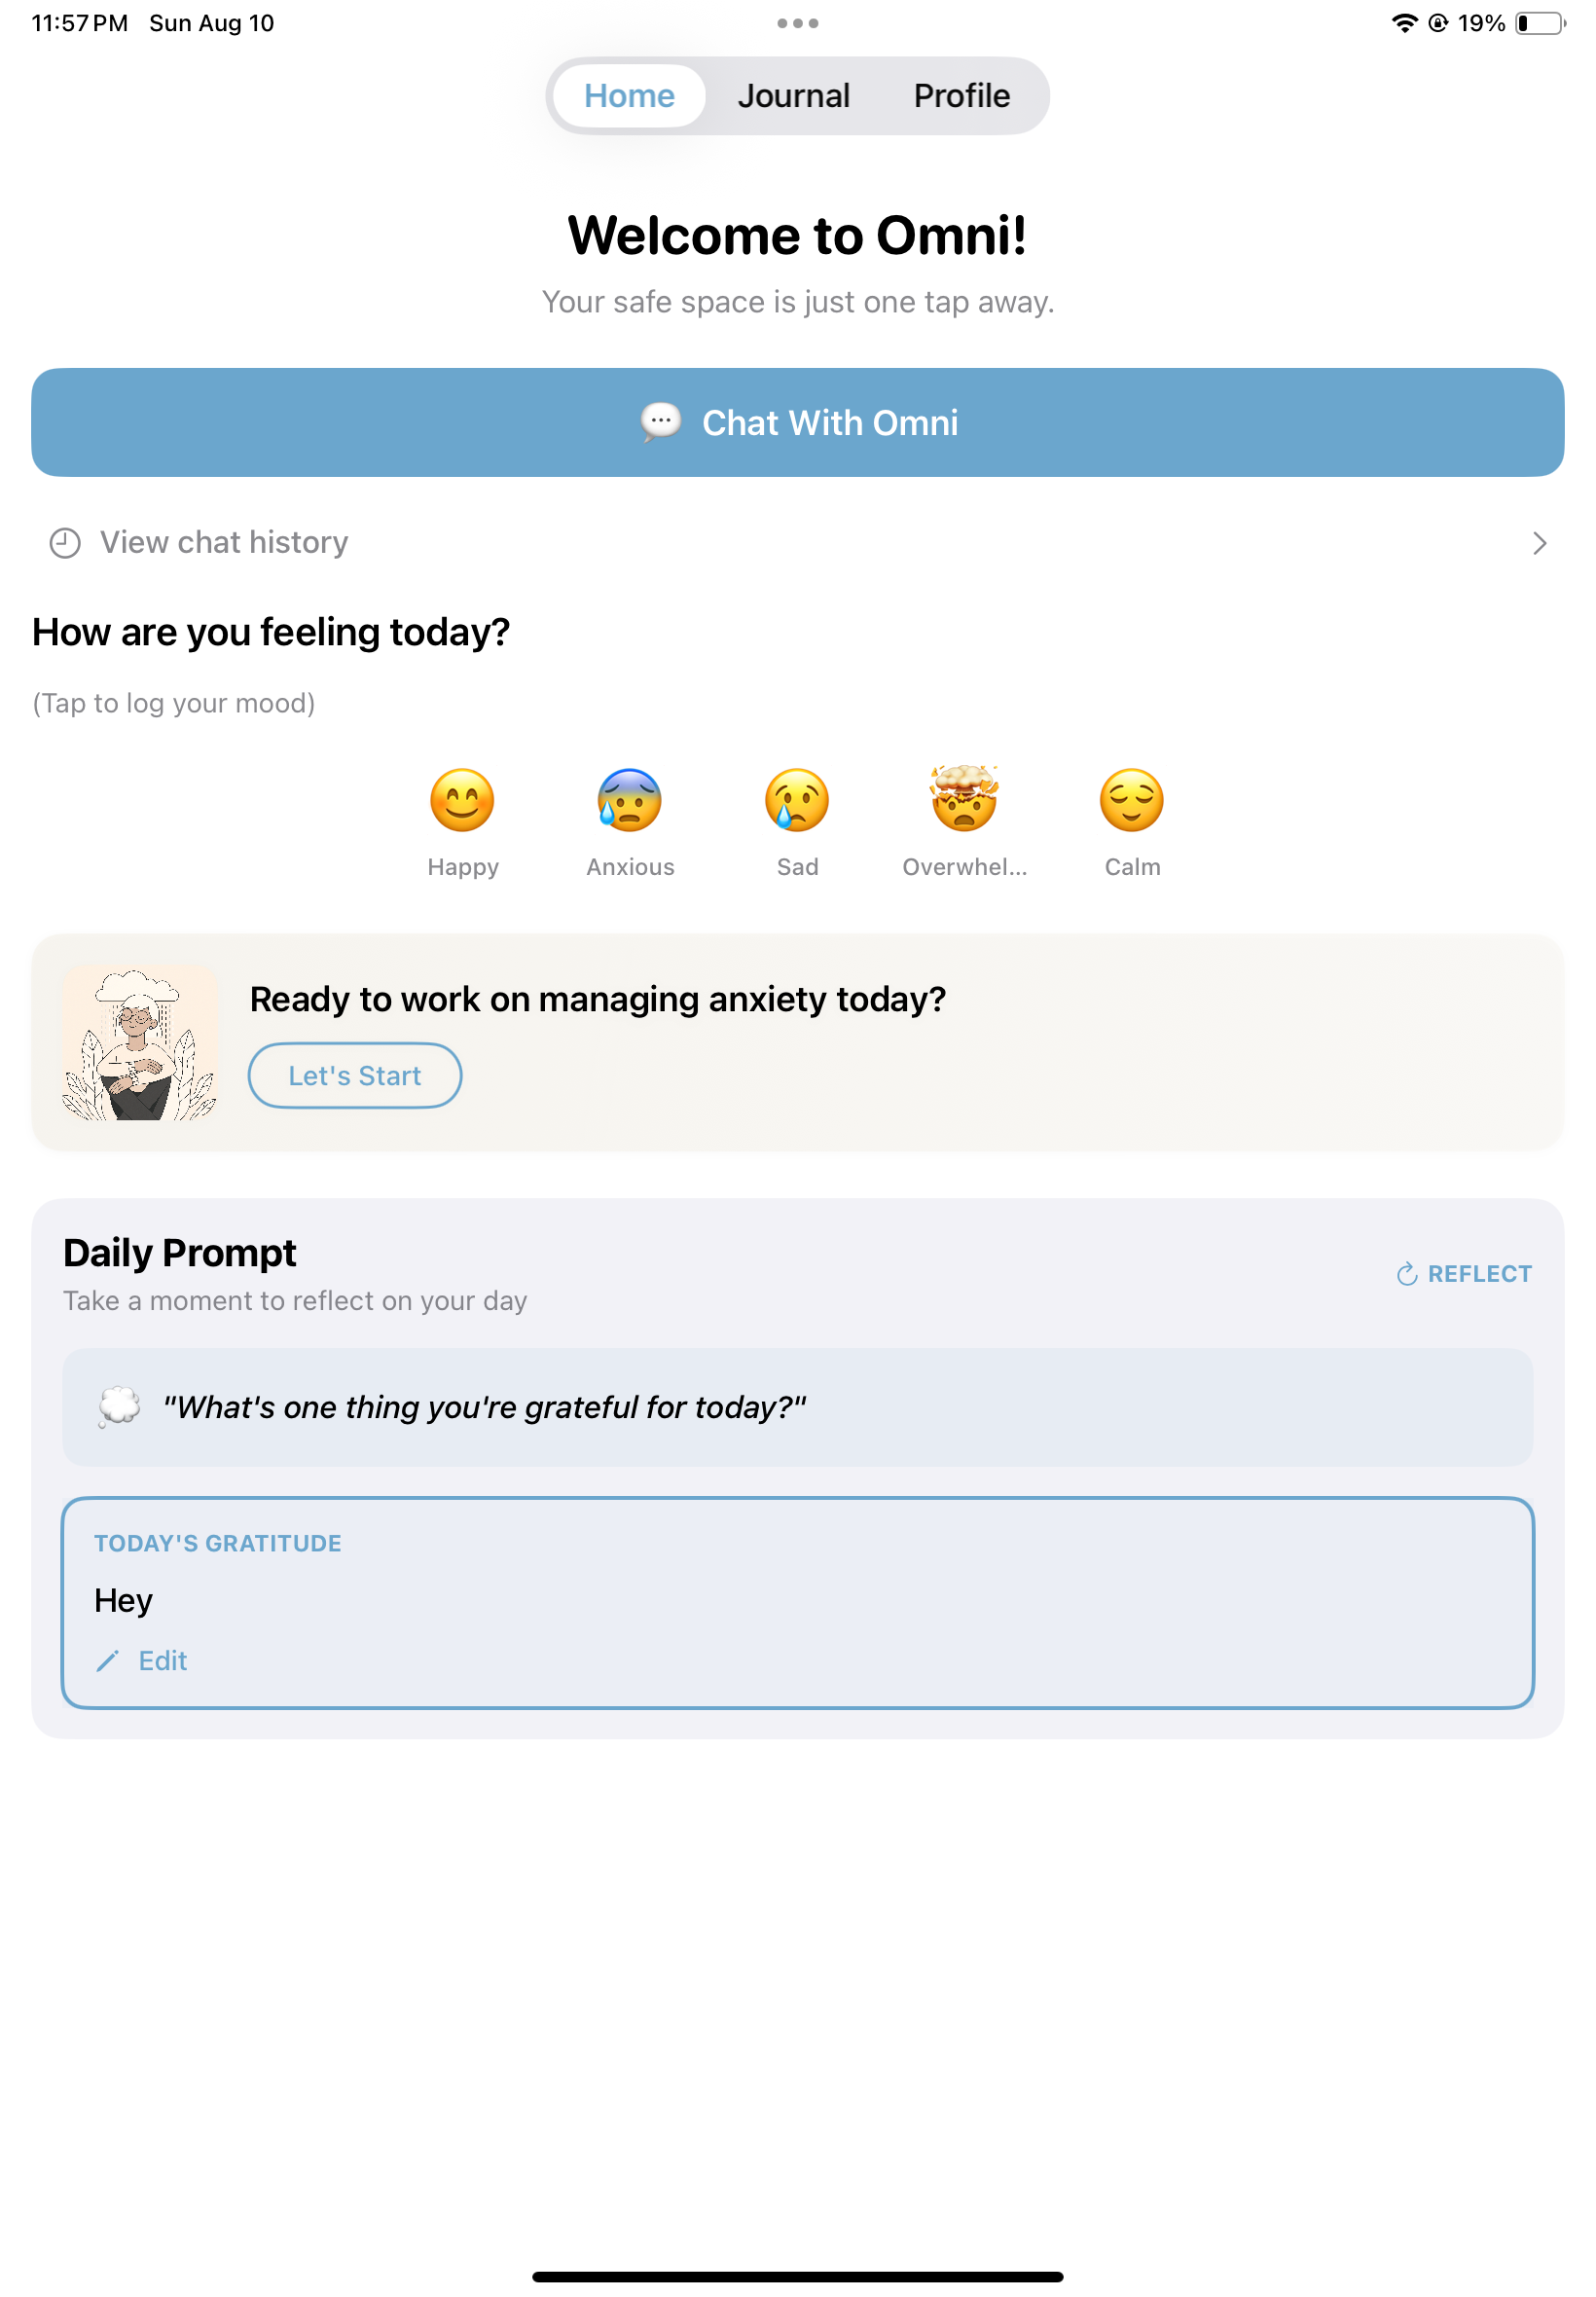 11:57 PM Sun Aug 10 19%
Home Journal Profile
Welcome to Omni!
Your safe space is just one tap away.
Chat With Omni
View chat history
How are you feeling today?
(Tap to log your mood)
Happy Anxious Sad Overwhel... Calm
Ready to work on managing anxiety today?
Let's Start
Daily Prompt
REFLECT
Take a moment to reflect on your day
"What's one thing you're grateful for today?"
TODAY'S GRATITUDE
Hey
Edit